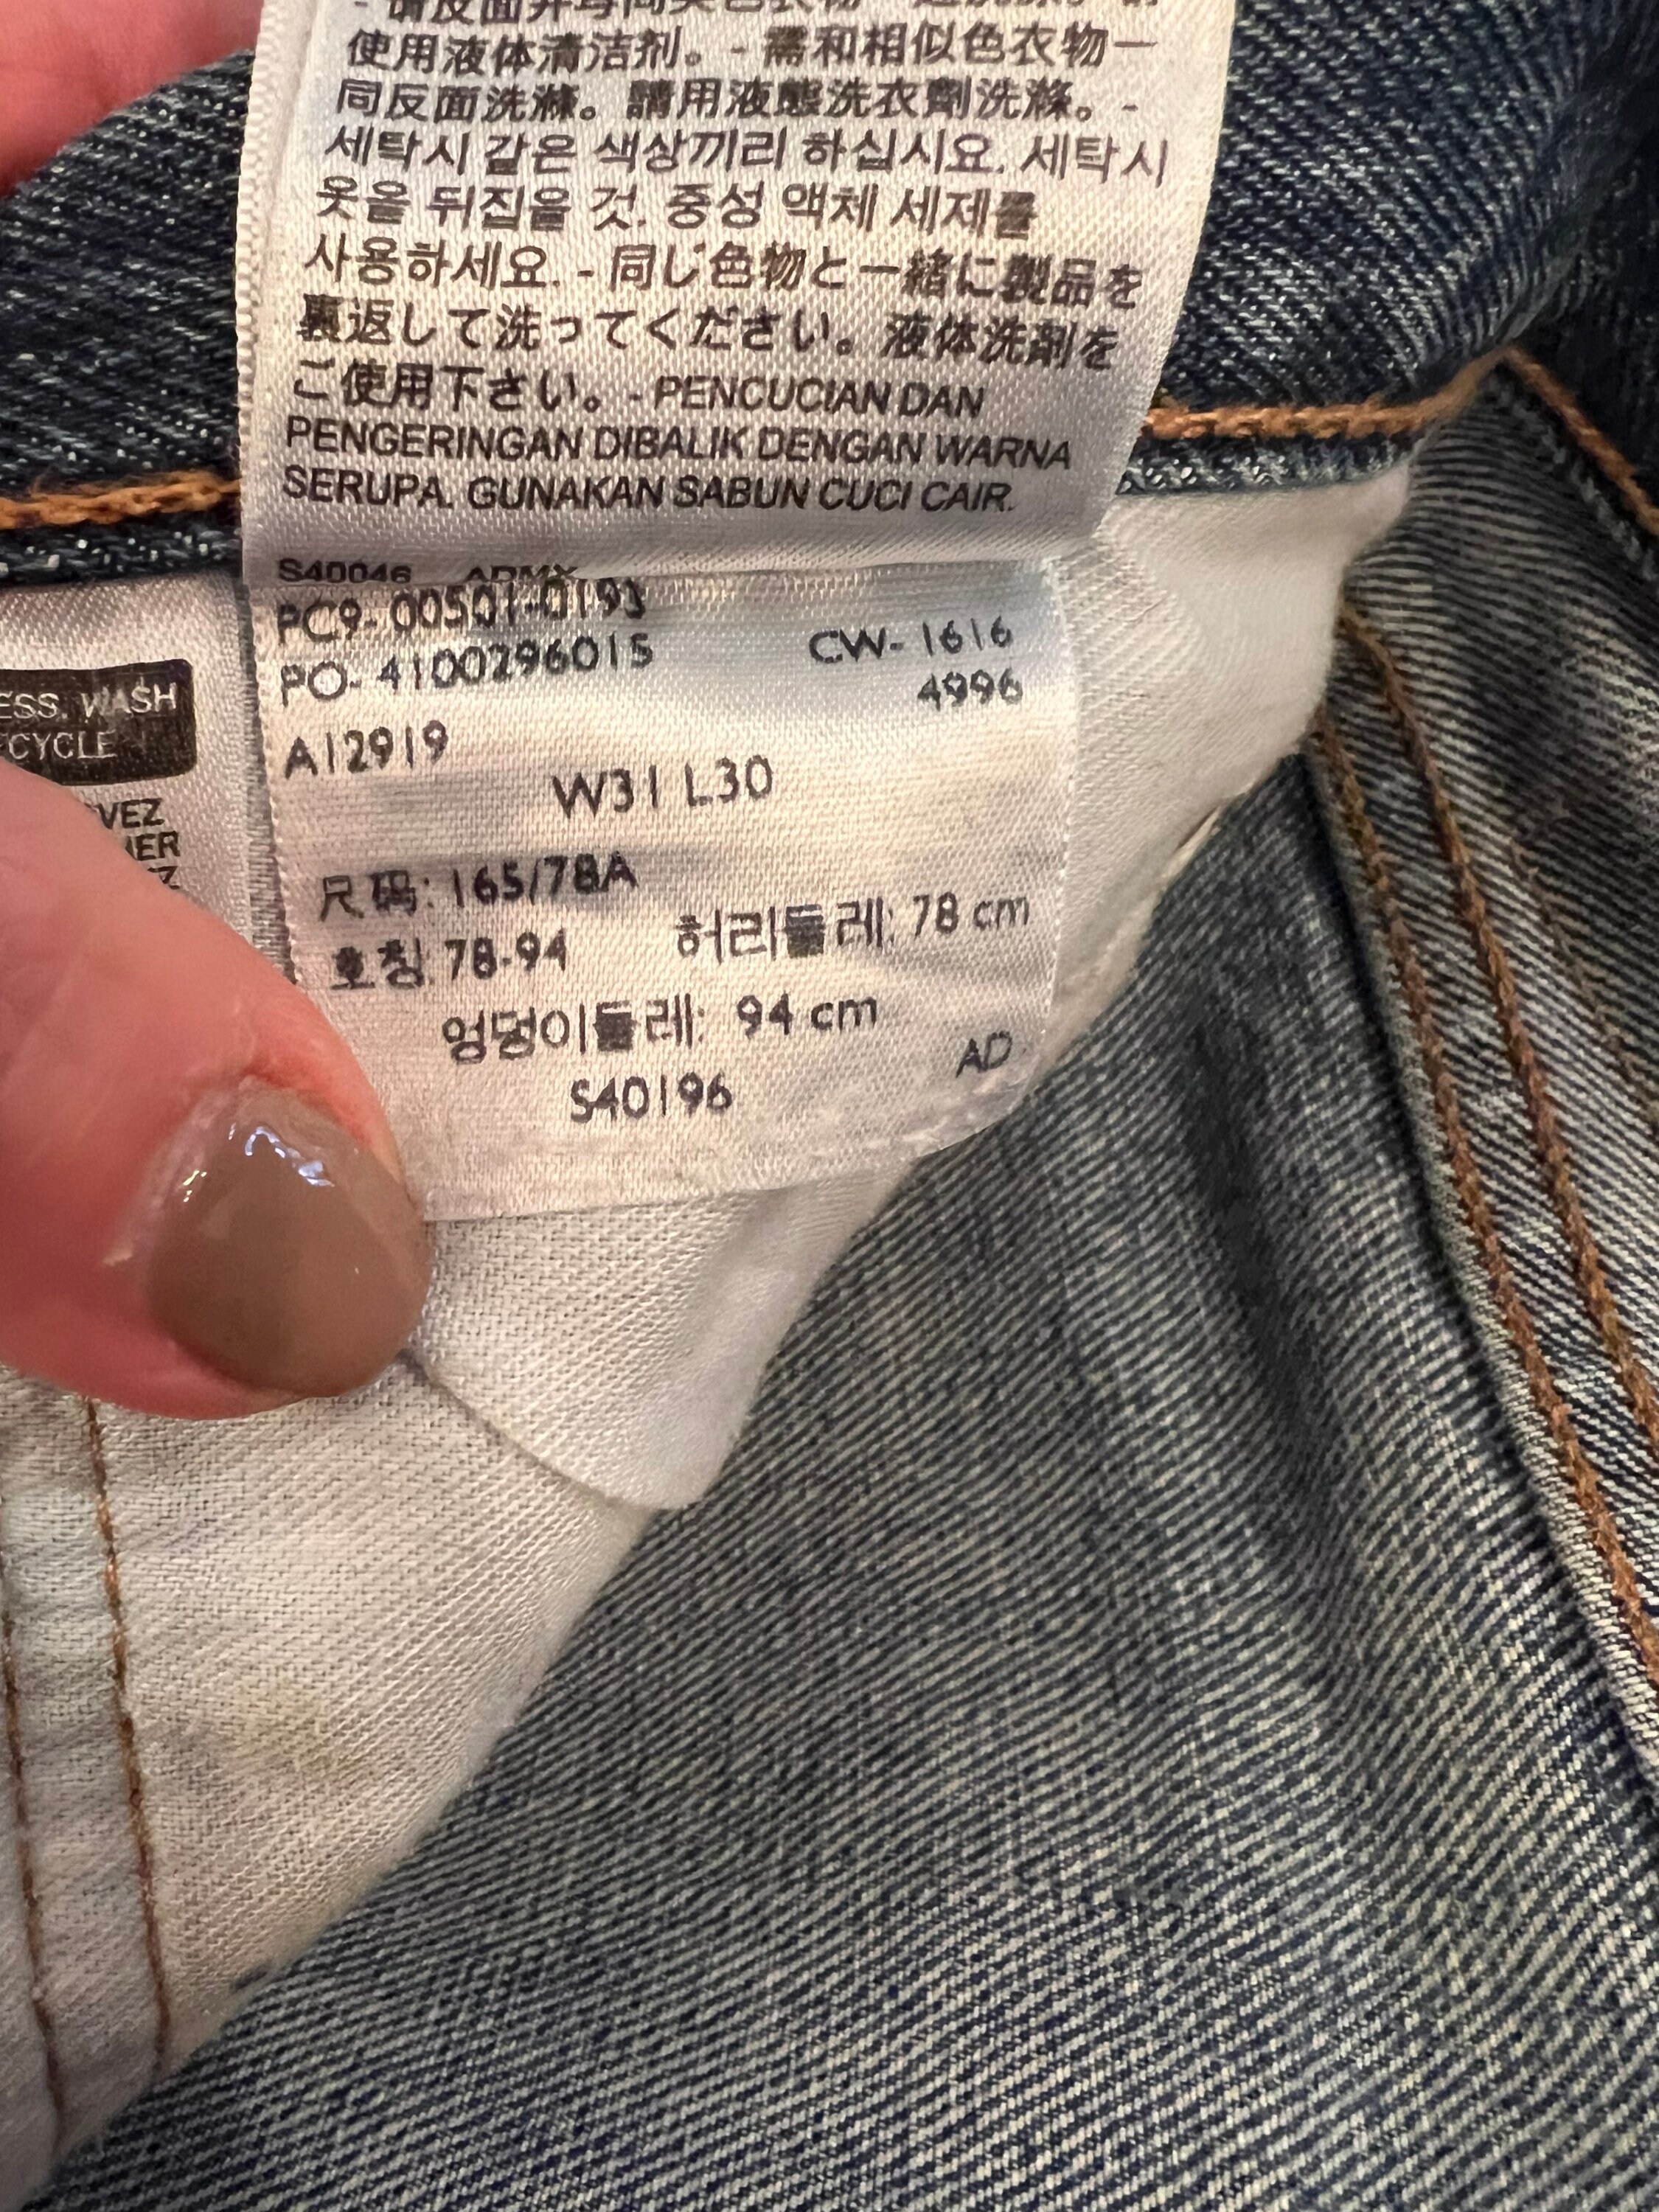 使用液体清洁剂。- 需和相似色衣物一
同反面洗滌。請用液態洗衣劑洗滌。-
세탁시 같은 색상끼리 하십시요. 세탁시
옷을 뒤집을 것. 중성 액체 세제를
사용하세요. - 同じ色物と一緒に製品を
裏返して洗ってください。液体洗剤を
ご使用下さい。- PENCUCIAN DAN
PENGERINGAN DIBALIK DENGAN WARNA
SERUPA. GUNAKAN SABUN CUCI CAIR.
S40046 ADMX
PC9- 00501-0193
PO- 4100296015 CW- 1616
4996
A12919
W31 L30
尺码: 165/78A
호칭 78-94 허리둘레: 78 cm
엉덩이둘레: 94 cm
S40196 AD
ESS. WASH
CYCLE
VEZ